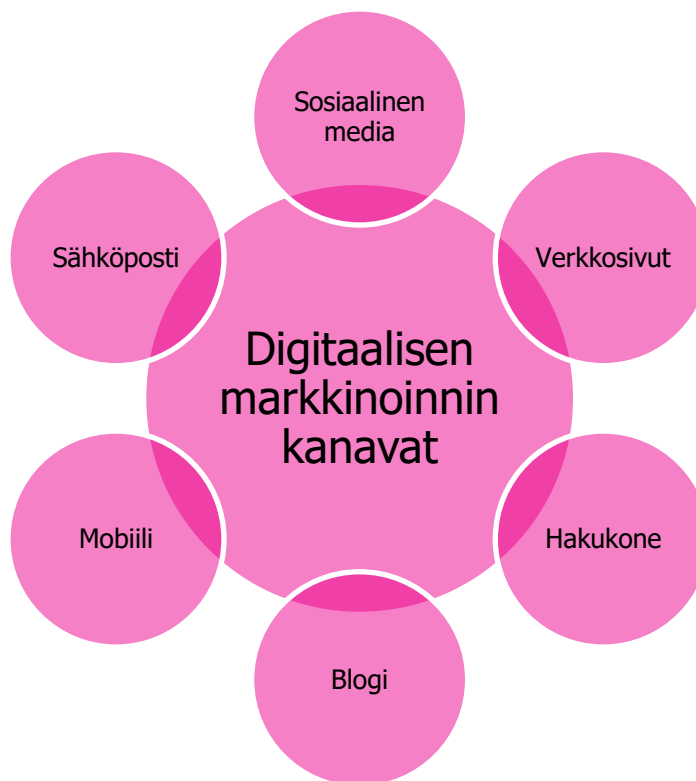 Sosiaalinen
media
Sähköposti
Verkkosivut
Digitaalisen
markkinoinnin
kanavat
Mobiili
Hakukone
Blogi